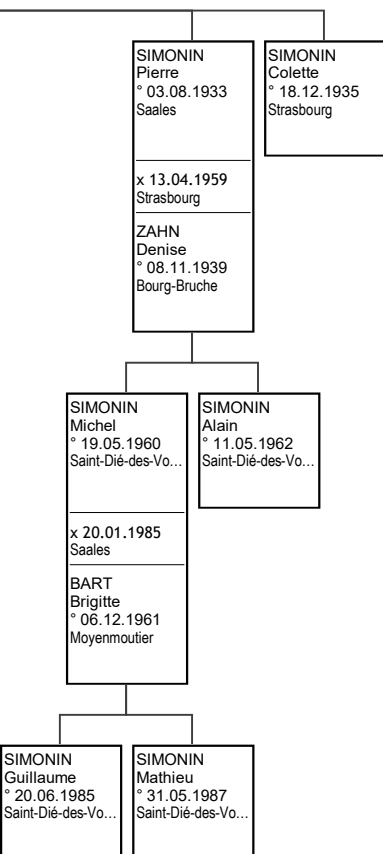 SIMONIN
Pierre
° 03.08.1933
Saales
x 13.04.1959
Strasbourg
ZAHN
Denise
° 08.11.1939
Bourg-Bruche
SIMONIN
Colette
° 18.12.1935
Strasbourg
SIMONIN
Michel
° 19.05.1960
Saint-Dié-des-Vo...
x 20.01.1985
Saales
BART
Brigitte
° 06.12.1961
Moyenmoutier
SIMONIN
Alain
° 11.05.1962
Saint-Dié-des-Vo...
SIMONIN
Guillaume
° 20.06.1985
Saint-Dié-des-Vo...
SIMONIN
Mathieu
° 31.05.1987
Saint-Dié-des-Vo...